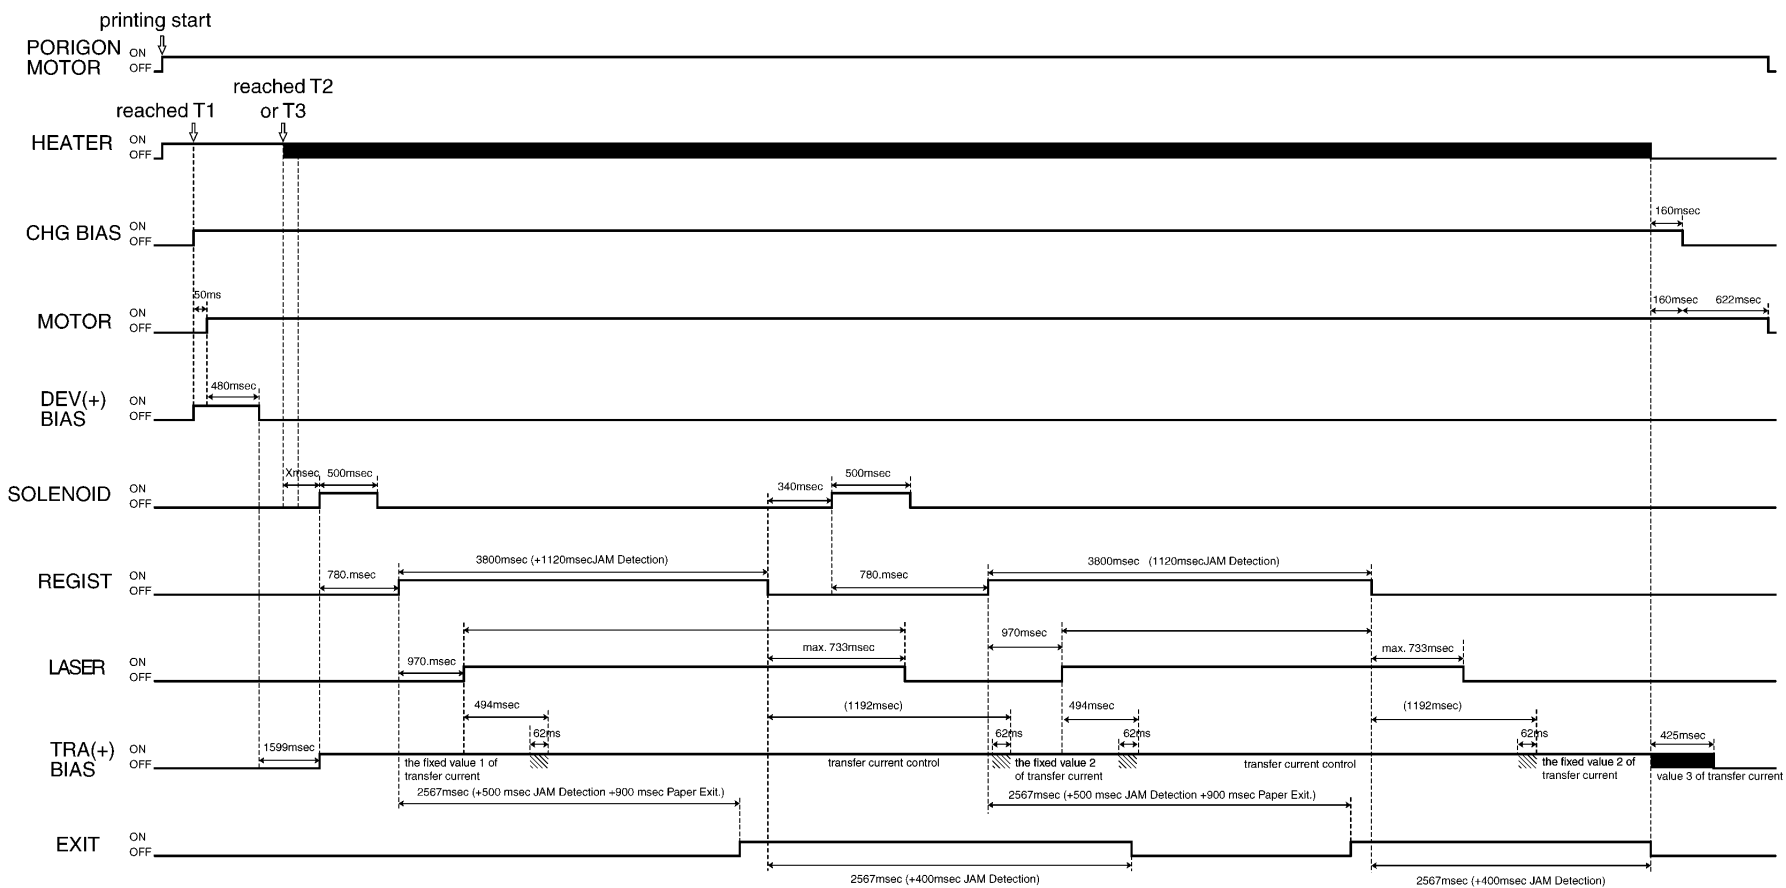 printing start
PORIGON
MOTOR
ON
OFF
reached T1
reached T2
or T3
HEATER
ON
OFF
CHG BIAS
ON
OFF
160msec
MOTOR
ON
OFF
50ms
160msec
622msec
DEV(+)
BIAS
ON
OFF
480msec
SOLENOID
ON
OFF
Xmsec
500msec
340msec
500msec
REGIST
ON
OFF
780.msec
3800msec (+1120msecJAM Detection)
780.msec
3800msec (1120msecJAM Detection)
LASER
ON
OFF
970.msec
max. 733msec
970msec
max. 733msec
494msec
(1192msec)
494msec
(1192msec)
TRA(+)
BIAS
ON
OFF
1599msec
62ms
62ms
62ms
62ms
425msec
the fixed value 1 of
transfer current
transfer current control
the fixed value 2
of transfer current
transfer current control
the fixed value 2 of
transfer current
value 3 of transfer current
2567msec (+500 msec JAM Detection +900 msec Paper Exit.)
2567msec (+500 msec JAM Detection +900 msec Paper Exit.)
EXIT
ON
OFF
2567msec (+400msec JAM Detection)
2567msec (+400msec JAM Detection)